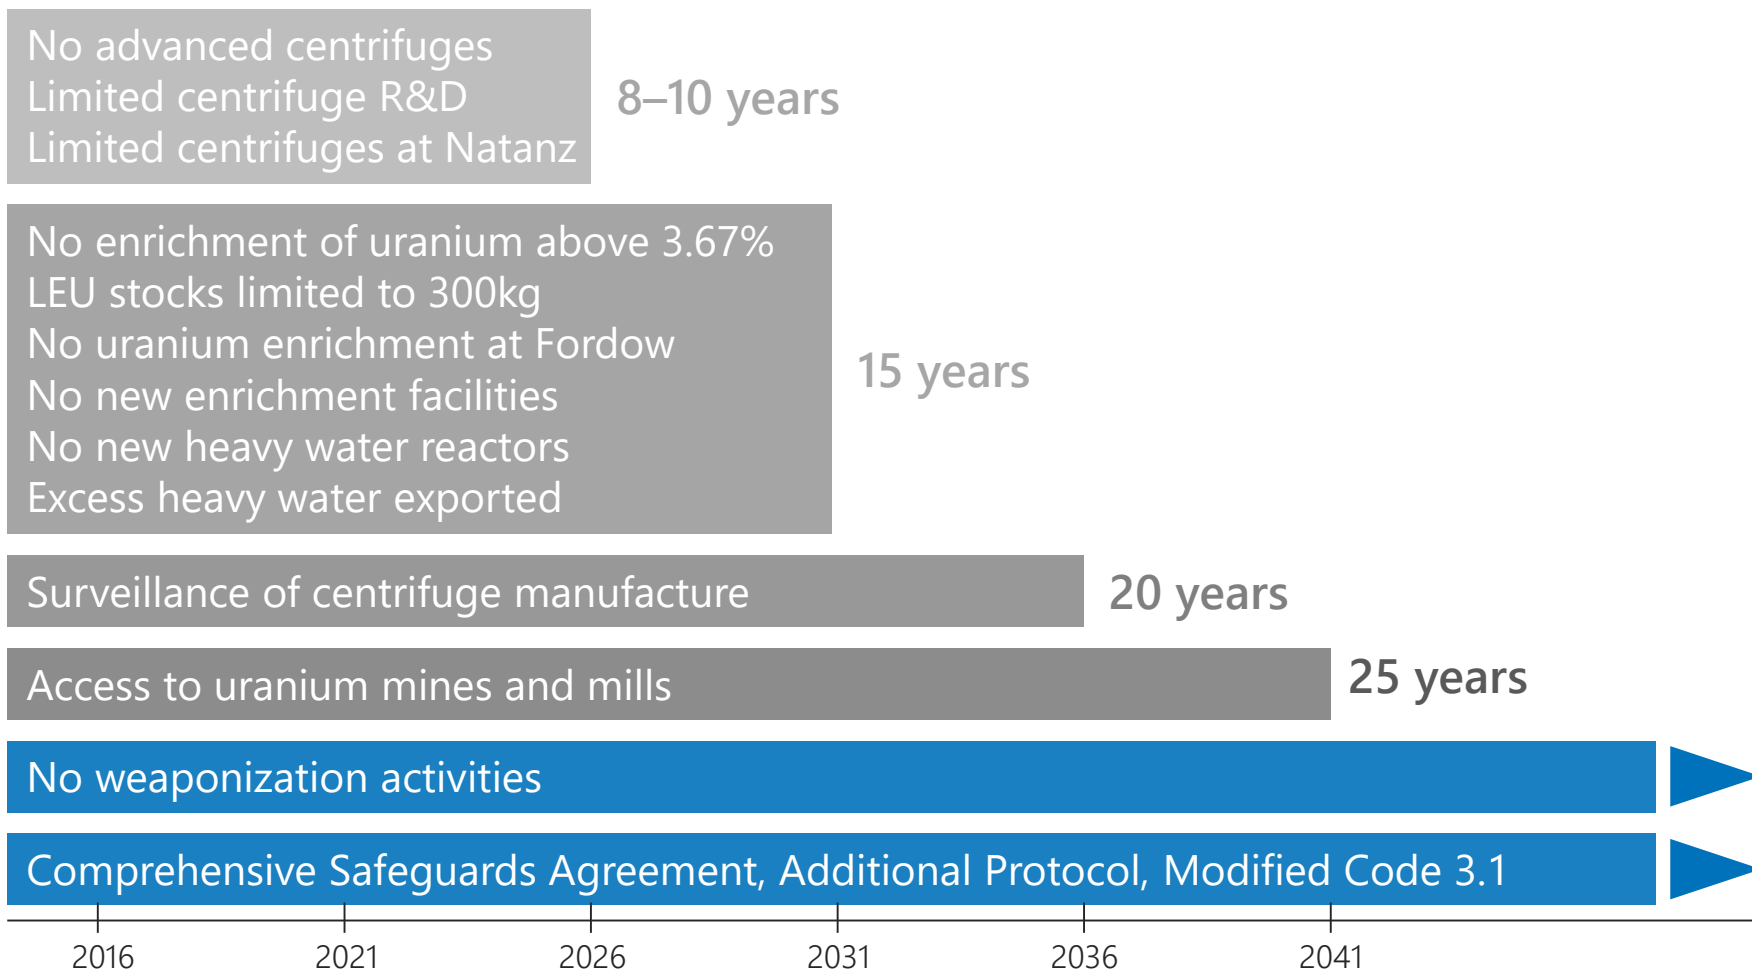 No advanced centrifuges
Limited centrifuge R&D
Limited centrifuges at Natanz
8–10 years
No enrichment of uranium above 3.67%
LEU stocks limited to 300kg
No uranium enrichment at Fordow
No new enrichment facilities
No new heavy water reactors
Excess heavy water exported
15 years
Surveillance of centrifuge manufacture
20 years
Access to uranium mines and mills
25 years
No weaponization activities
Comprehensive Safeguards Agreement, Additional Protocol, Modified Code 3.1
2016 2021 2026 2031 2036 2041